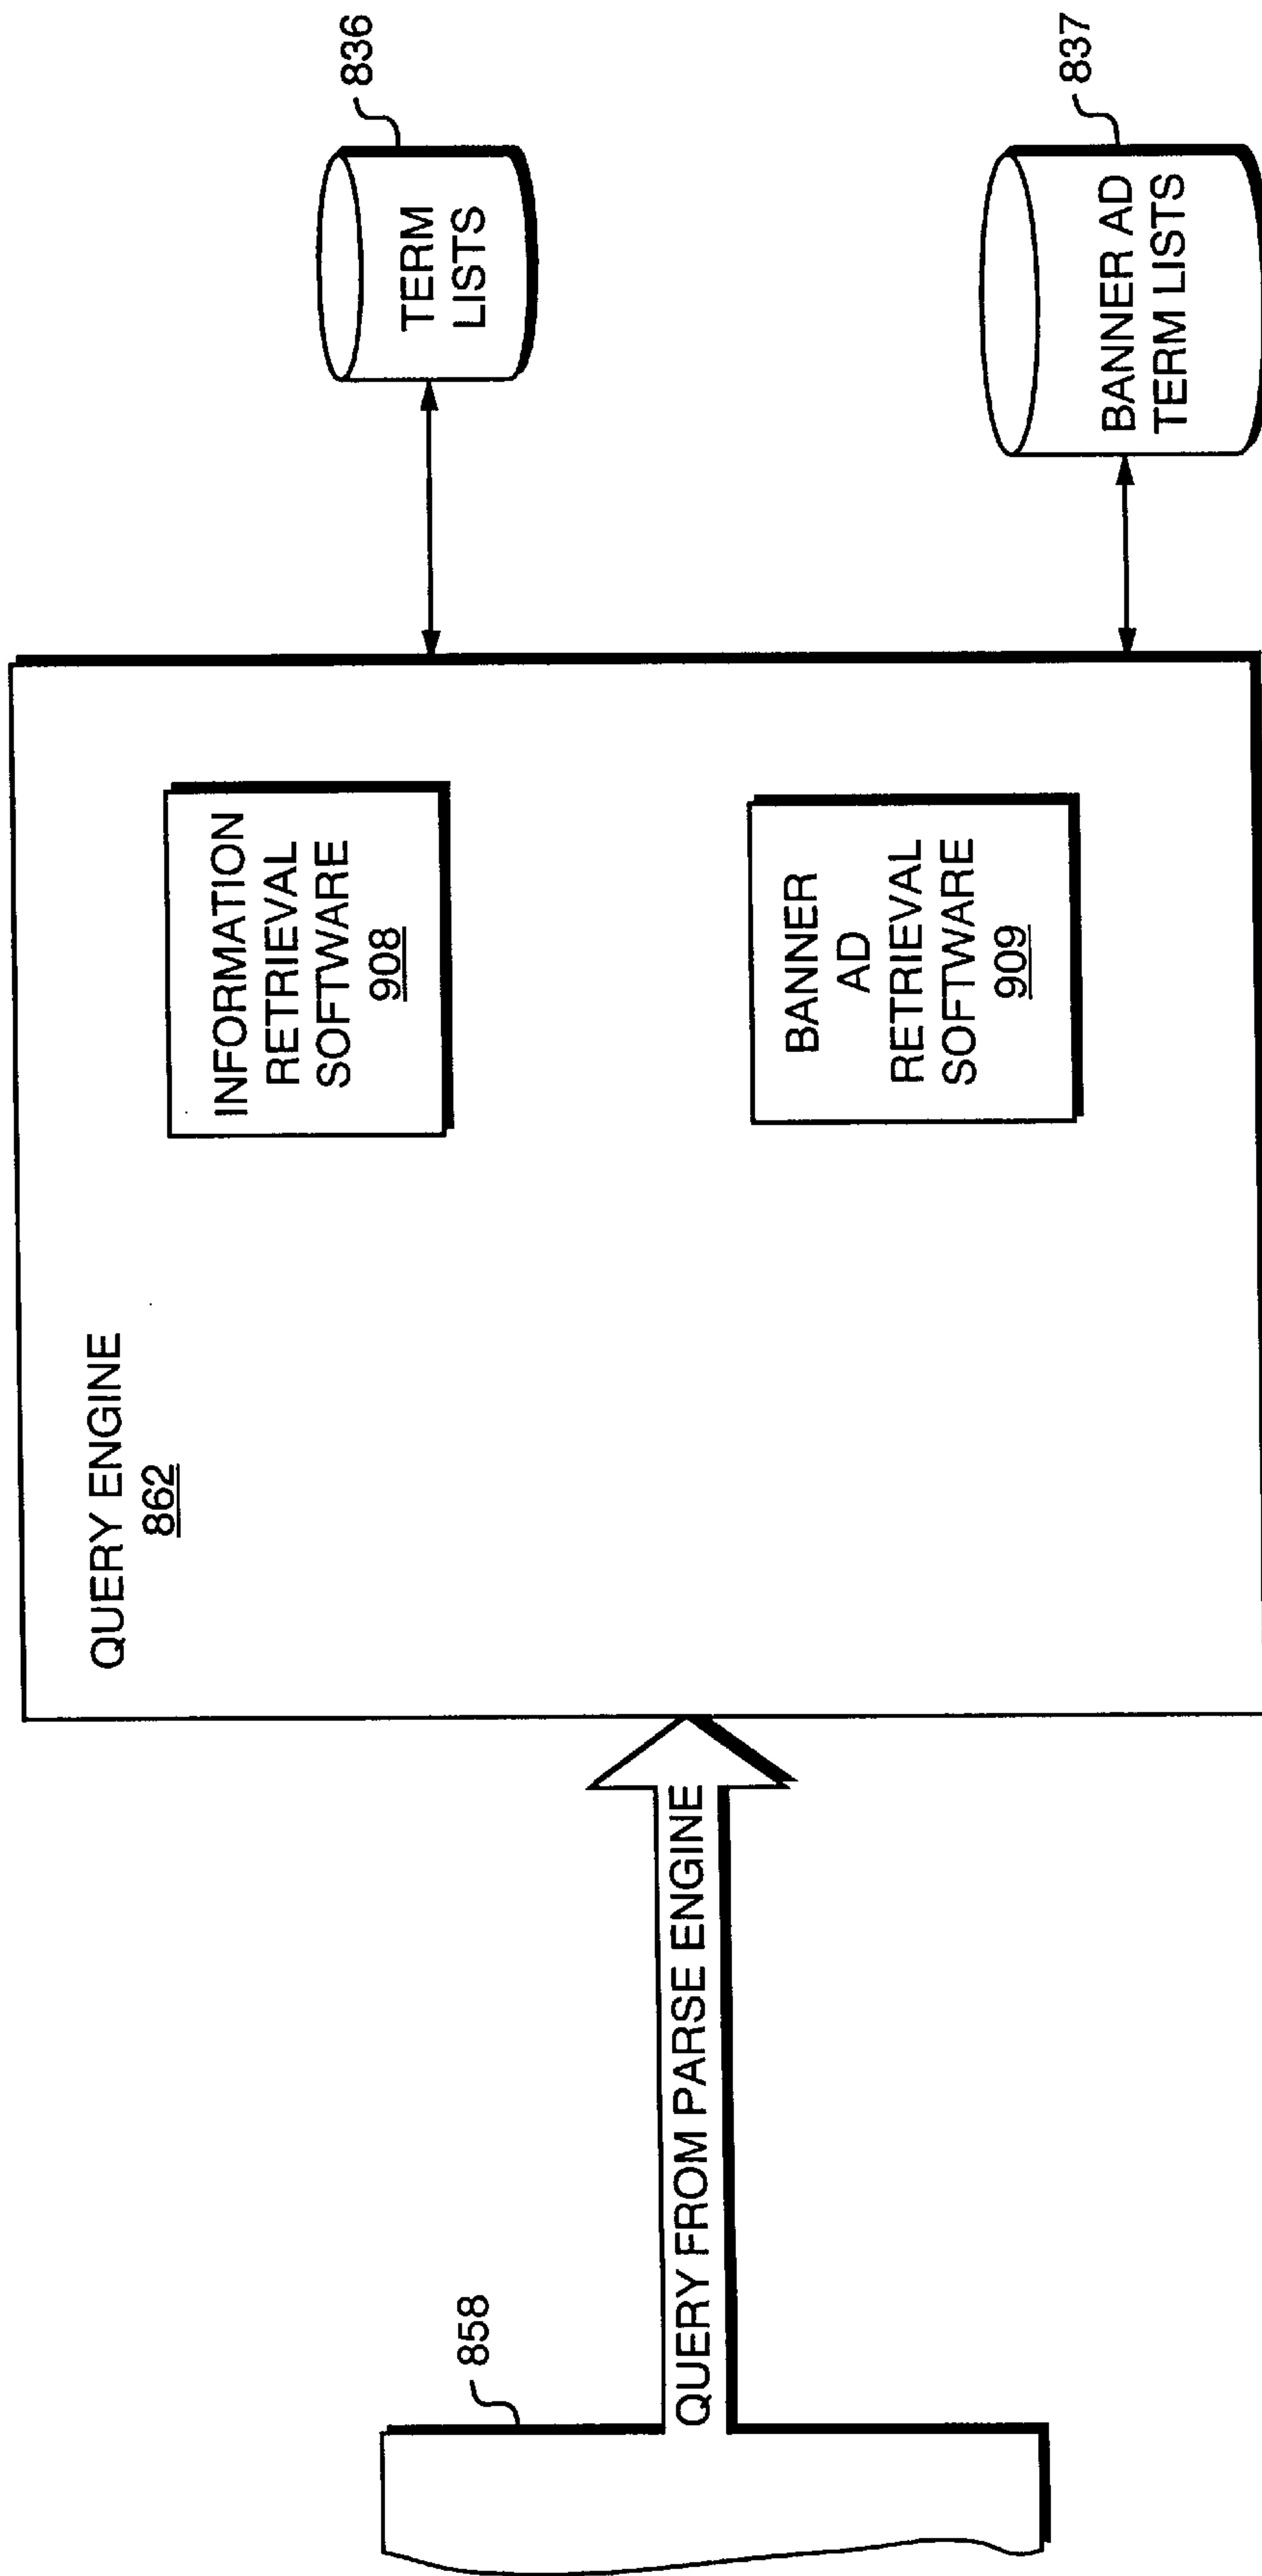 QUERY ENGINE
862
INFORMATION
RETRIEVAL
SOFTWARE
908
BANNER
AD
RETRIEVAL
SOFTWARE
909
836
TERM
LISTS
837
BANNER AD
TERM LISTS
858
QUERY FROM PARSE ENGINE